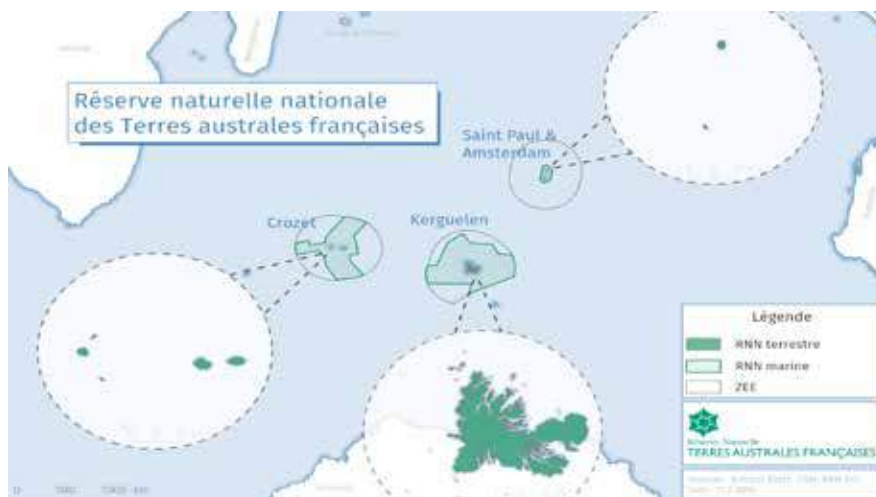 Réserve naturelle nationale
des Terres australes françaises
Saint Paul &
Amsterdam
Crozet
Kerguelen
Légende
RNN terrestre
RNN marine
ZEE
TERRES AUSTRALES FRANÇAISES